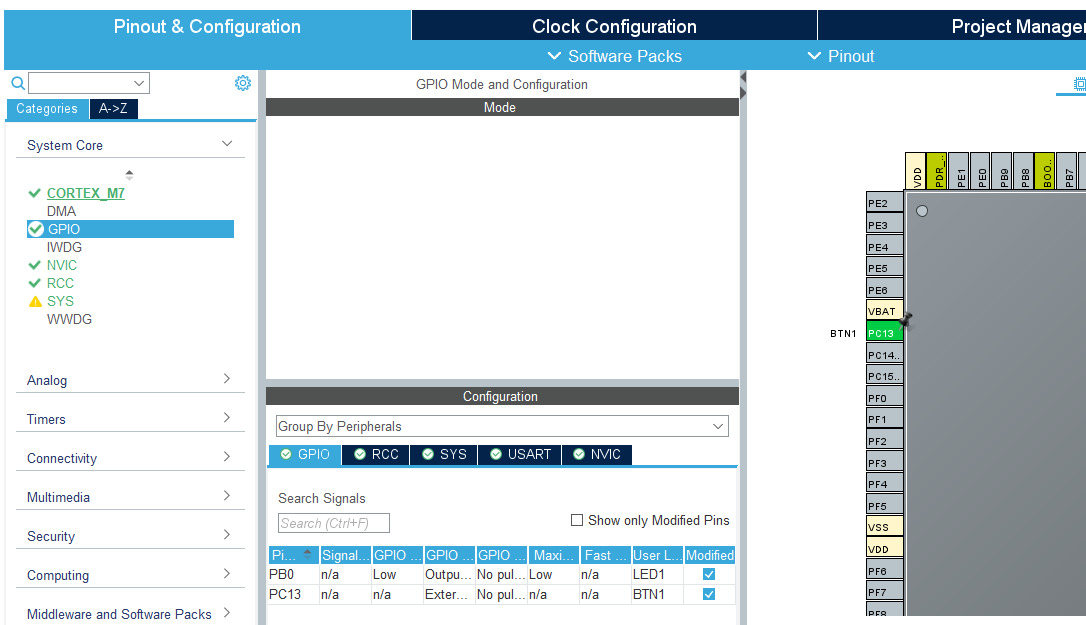 Pinout & Configuration
Clock Configuration
Project Manager
Software Packs
Pinout
Categories
A->Z
System Core
CORTEX_M7
DMA
GPIO
IWDG
NVIC
RCC
SYS
WWDG
Analog
Timers
Connectivity
Multimedia
Security
Computing
Middleware and Software Packs
GPIO Mode and Configuration
Mode
Configuration
Group By Peripherals
GPIO RCC SYS USART NVIC
Search Signals
Search (Ctrl+F)
Show only Modified Pins
Pi... Signal... GPIO ... GPIO ... GPIO ... Maxi... Fast ... User L... Modified
PB0 n/a Low Outpu... No pul... Low n/a LED1
PC13 n/a n/a Exter... No pul... n/a n/a BTN1
VDD
PDR_..
PE1
PE0
PB9
PB8
BOO..
PB7
PE2
PE3
PE4
PE5
PE6
VBAT
BTN1 PC13
PC14..
PC15..
PF0
PF1
PF2
PF3
PF4
PF5
VSS
VDD
PF6
PF7
PF8